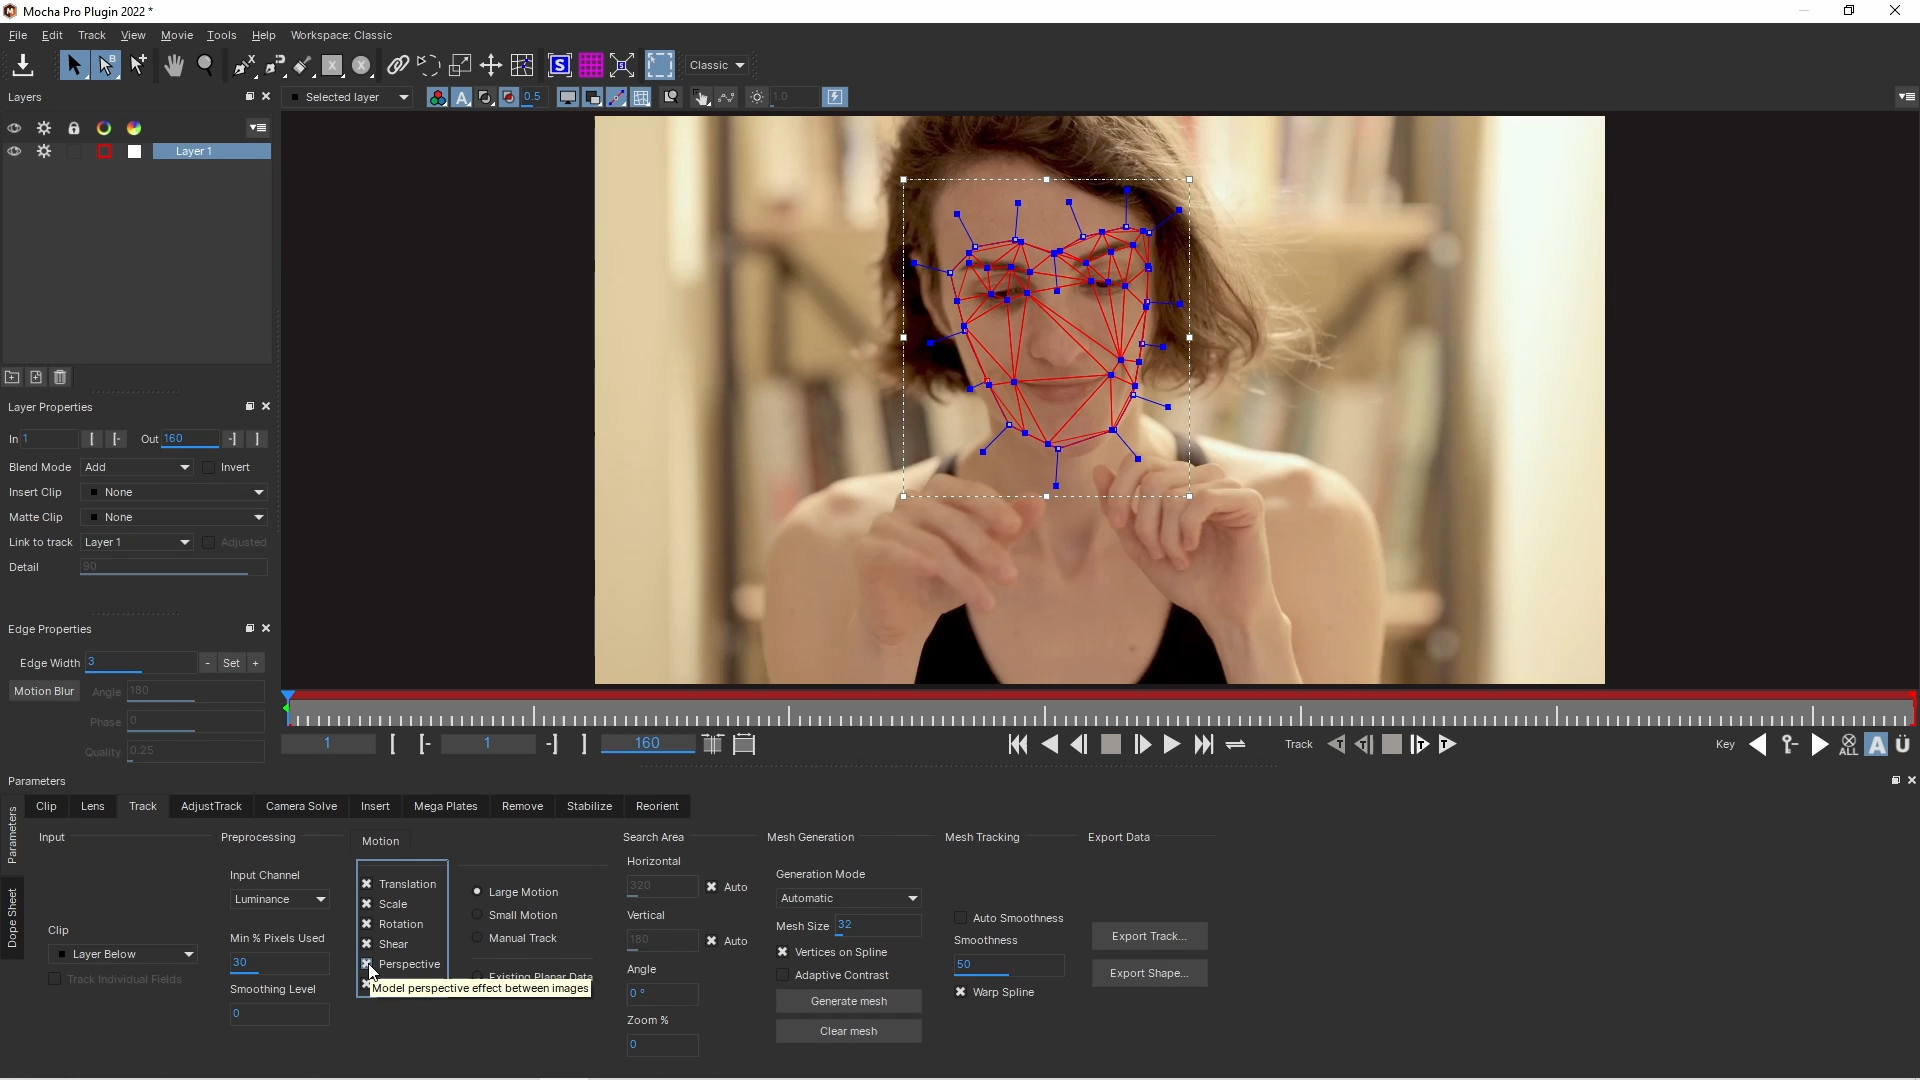 Mocha Pro Plugin 2022 *
File Edit Track View Movie Tools Help Workspace: Classic
Classic
Layers
Selected layer
A
0.5
1.0
Layer 1
Layer Properties
In 1 [ [- Out 160 -] ]
Blend Mode Add Invert
Insert Clip None
Matte Clip None
Link to track Layer 1 Adjusted
Detail 90
Edge Properties
Edge Width 3 - Set +
Motion Blur Angle 180
Phase 0
Quality 0.25
1 [ [- 1 -] ] 160
Track
Key
ALL
A
Parameters
Clip Lens Track AdjustTrack Camera Solve Insert Mega Plates Remove Stabilize Reorient
Parameters
Dope Sheet
Input
Clip
Layer Below
Track Individual Fields
Preprocessing
Input Channel
Luminance
Min % Pixels Used
30
Smoothing Level
0
Motion
Translation
Scale
Rotation
Shear
Perspective
Model perspective effect between images
Large Motion
Small Motion
Manual Track
Existing Planar Data
Search Area
Horizontal
320 Auto
Vertical
180 Auto
Angle
0 °
Zoom %
0
Mesh Generation
Generation Mode
Automatic
Mesh Size 32
Vertices on Spline
Adaptive Contrast
Generate mesh
Clear mesh
Mesh Tracking
Auto Smoothness
Smoothness
50
Warp Spline
Export Data
Export Track...
Export Shape...